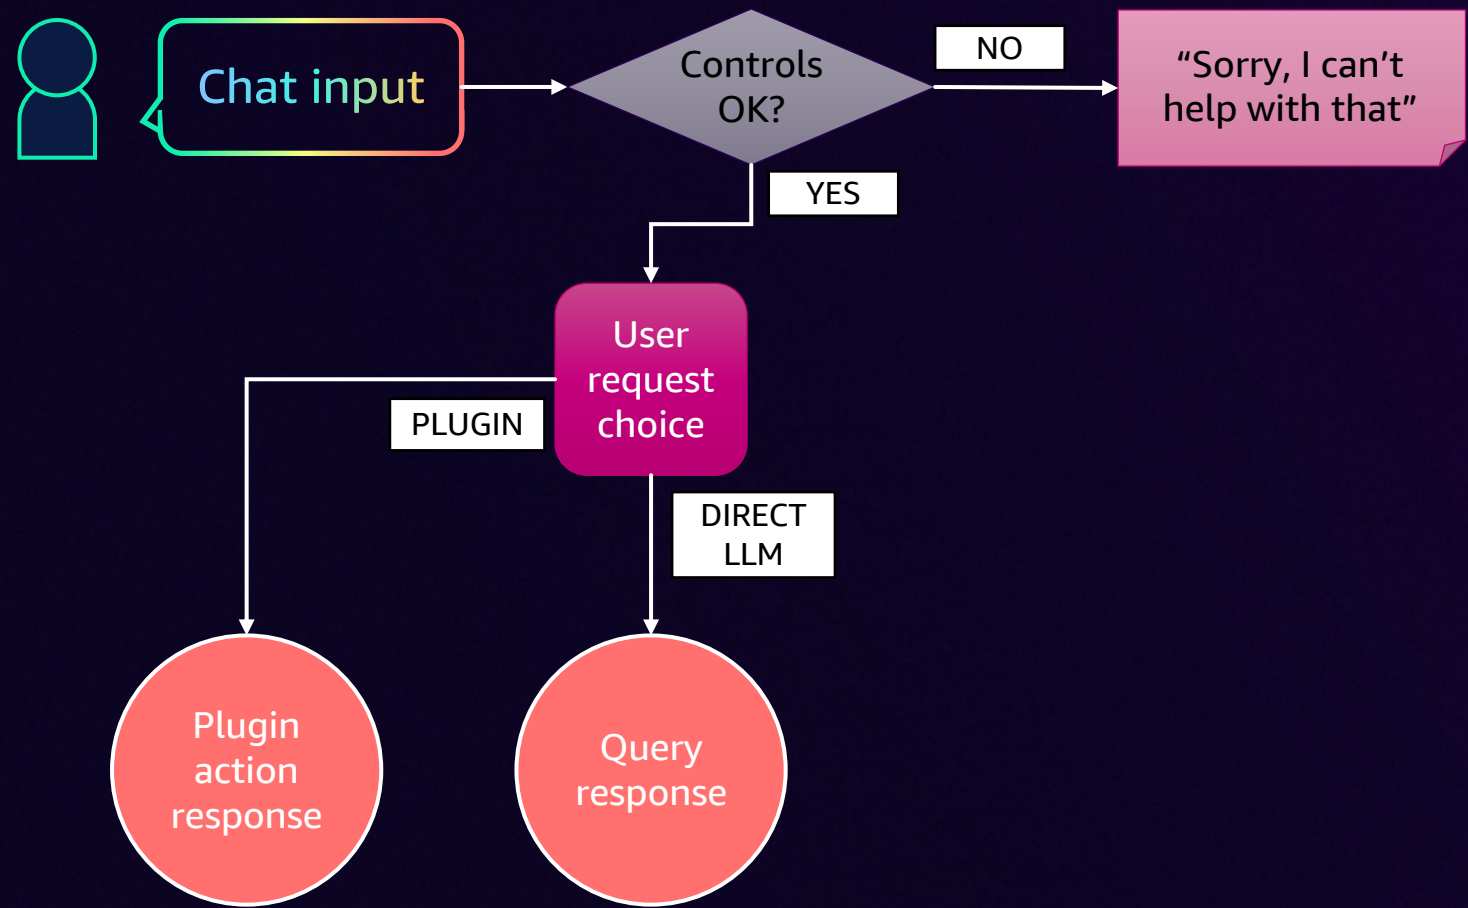 Chat input
Controls
OK?
NO
“Sorry, I can’t
help with that”
YES
User
request
choice
PLUGIN
DIRECT
LLM
Plugin
action
response
Query
response